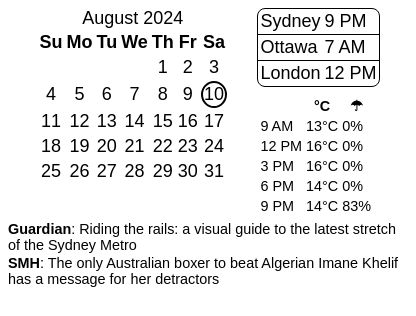 August 2024
Su Mo Tu We Th Fr Sa
1 2 3
4 5 6 7 8 9 10
11 12 13 14 15 16 17
18 19 20 21 22 23 24
25 26 27 28 29 30 31
Sydney 9 PM
Ottawa 7 AM
London 12 PM
°C ☂
9 AM 13°C 0%
12 PM 16°C 0%
3 PM 16°C 0%
6 PM 14°C 0%
9 PM 14°C 83%
Guardian: Riding the rails: a visual guide to the latest stretch
of the Sydney Metro
SMH: The only Australian boxer to beat Algerian Imane Khelif
has a message for her detractors